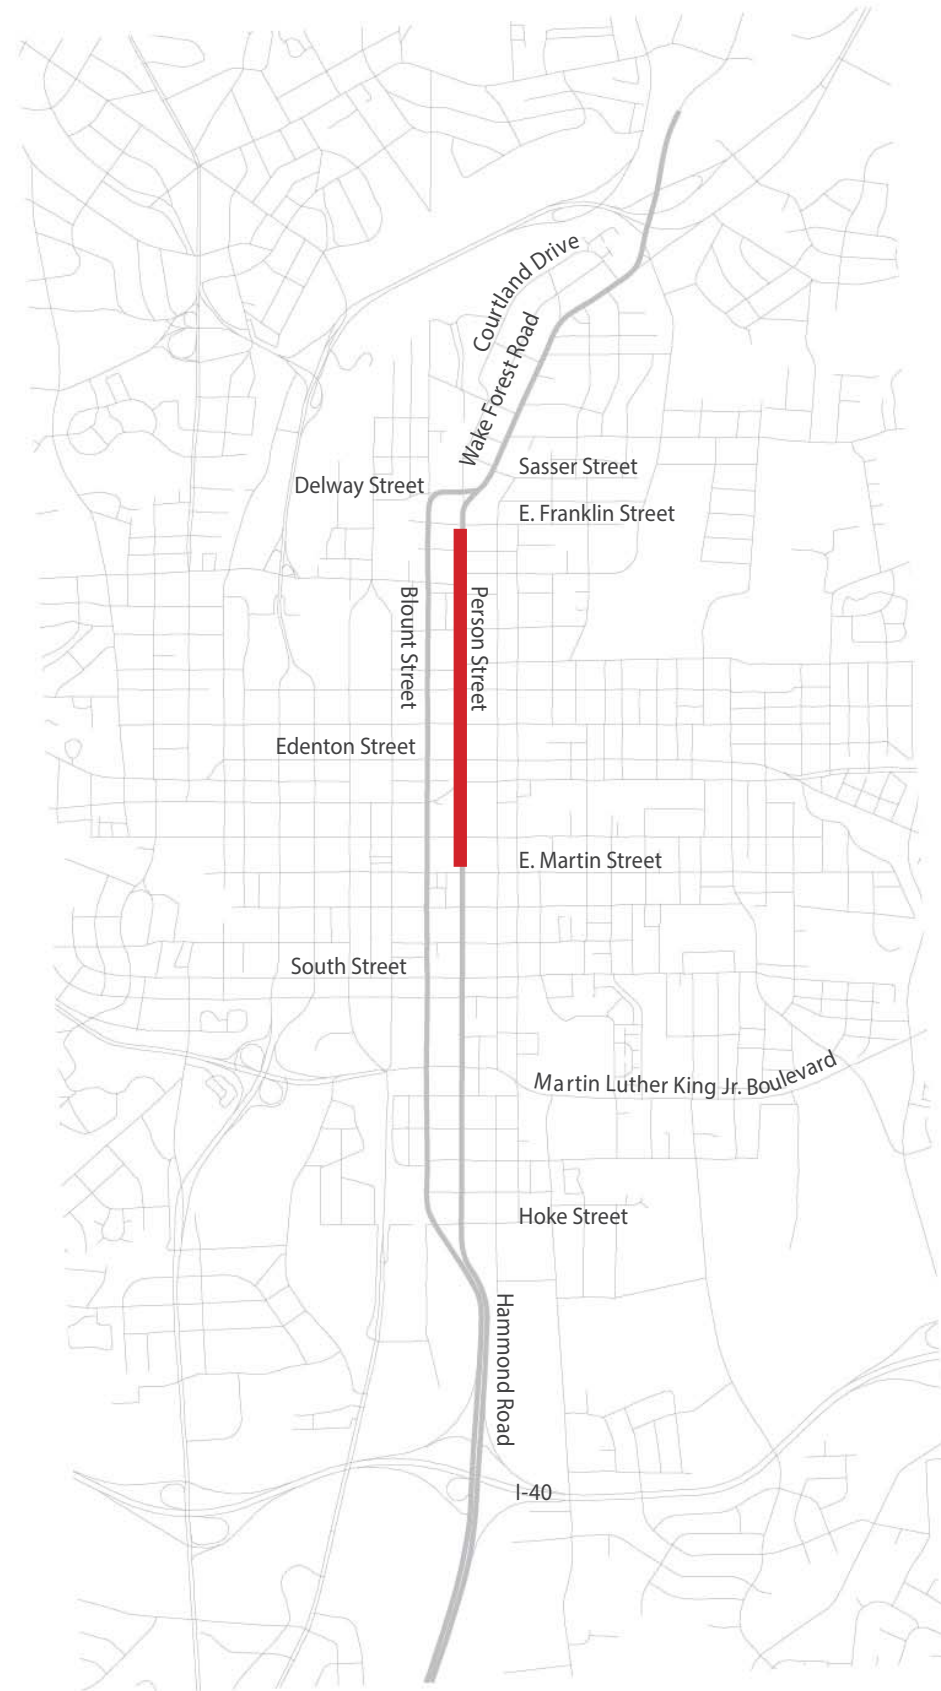 Courtland Drive
Wake Forest Road
Sasser Street
Delway Street
E. Franklin Street
Blount Street
Person Street
Edenton Street
E. Martin Street
South Street
Martin Luther King Jr. Boulevard
Hoke Street
Hammond Road
I-40